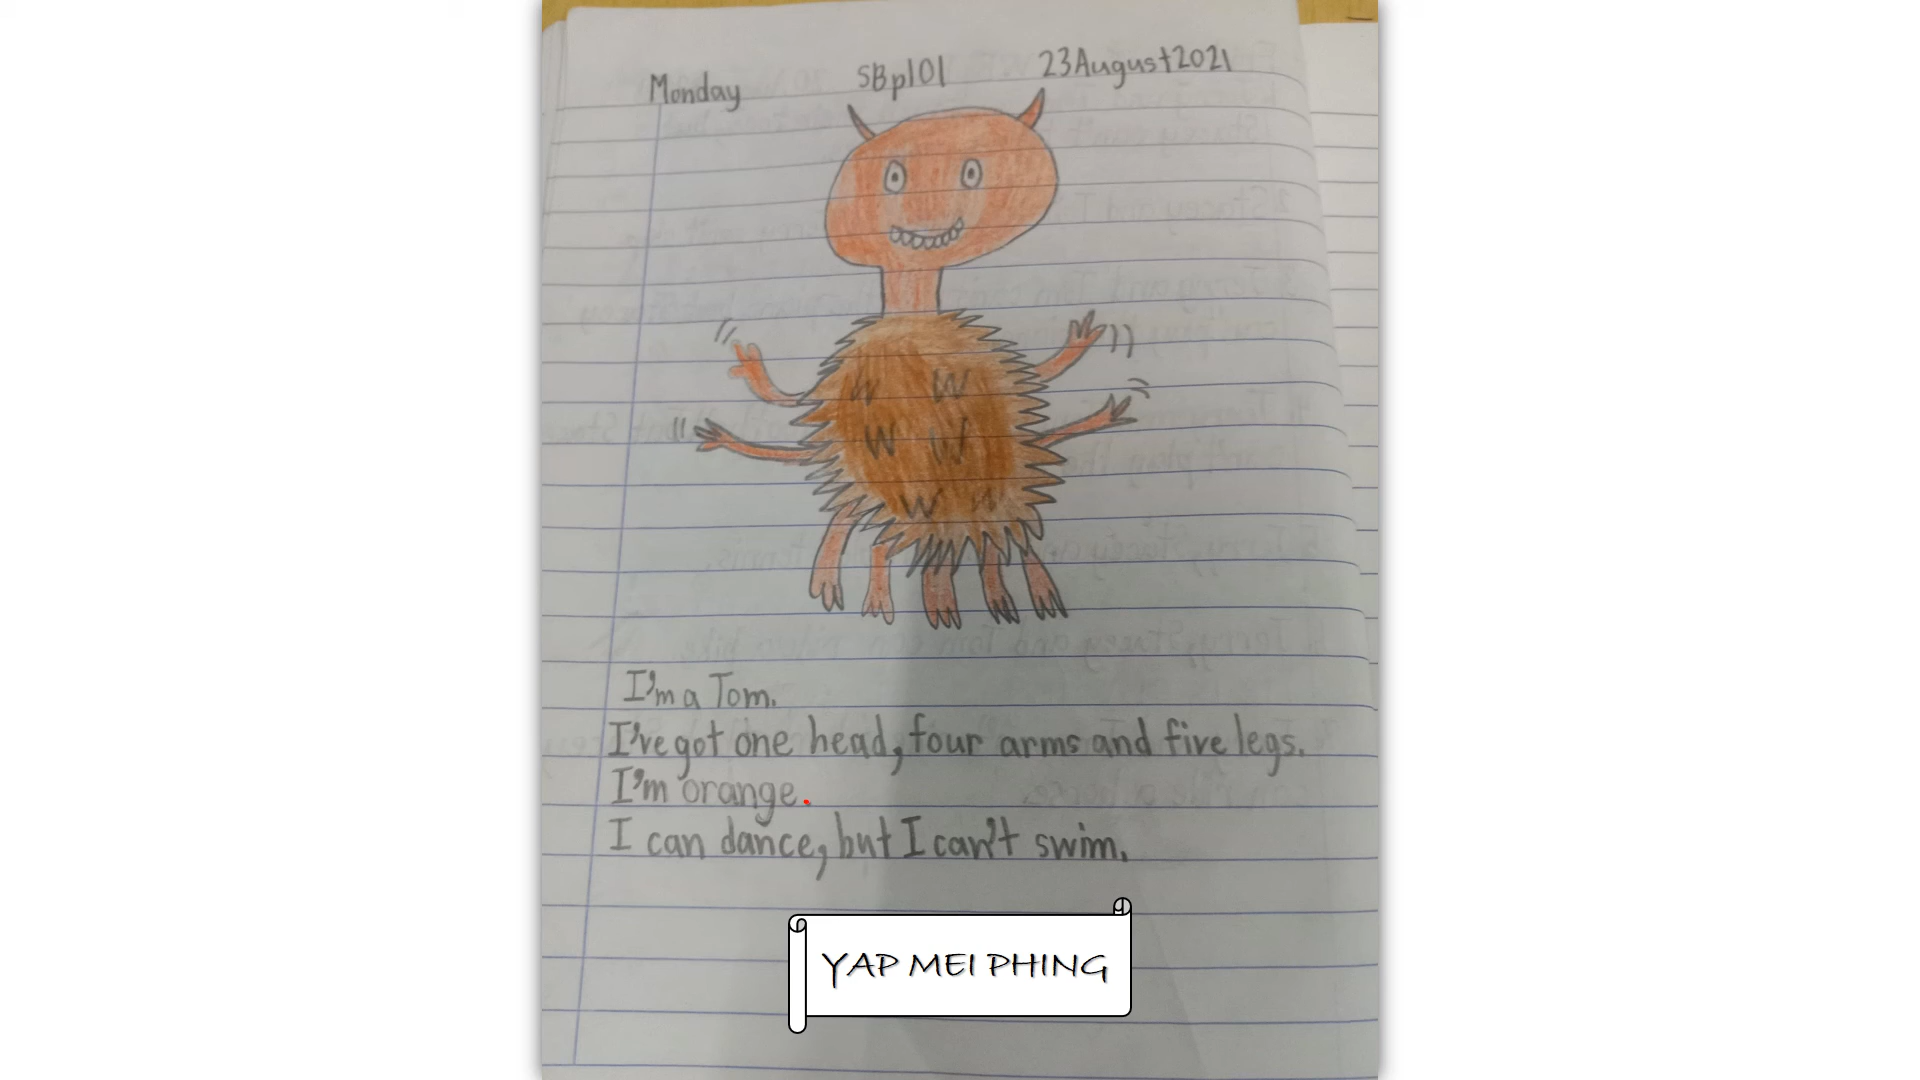 Monday SBp101 23August2021
W W
W W
W W
I'm a Tom.
I've got one head, four arms and five legs.
I'm orange.
I can dance, but I can't swim.
YAP MEI PHING